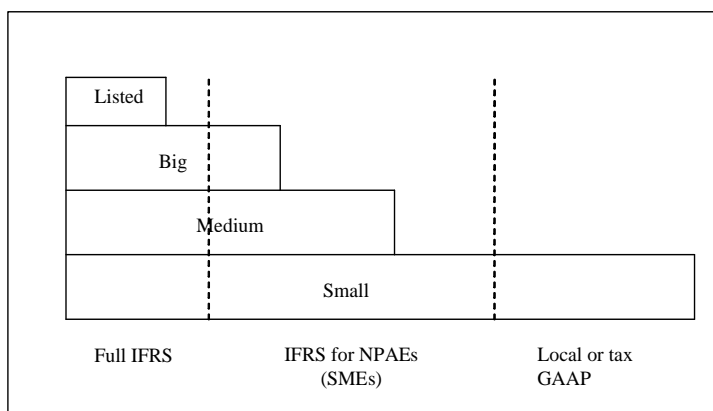 Listed
Big
Medium
Small
Full IFRS
IFRS for NPAEs
(SMEs)
Local or tax
GAAP